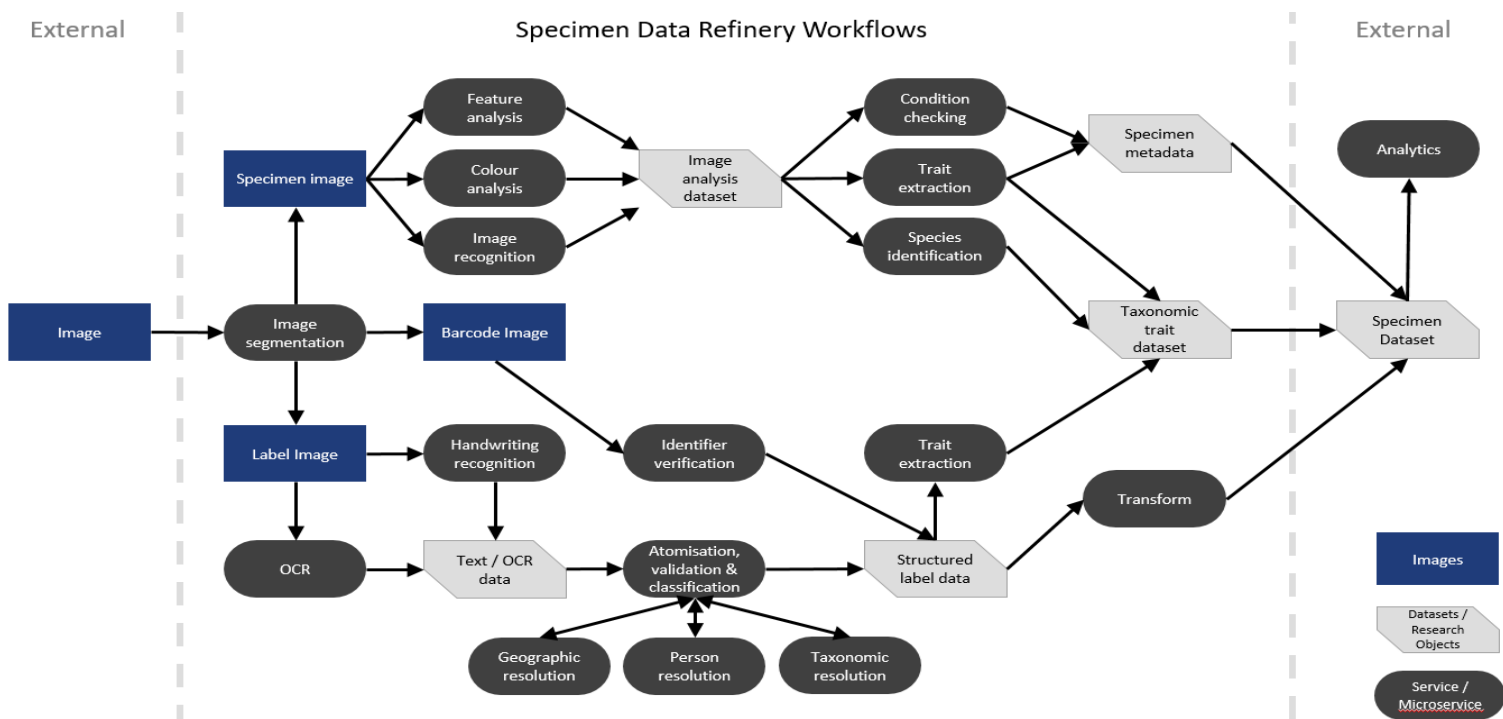 External
Specimen Data Refinery Workflows
External
Feature
analysis
Condition
checking
Specimen
metadata
Analytics
Specimen image
Colour
analysis
Image
analysis
dataset
Trait
extraction
Image
recognition
Species
identification
Image
Image
segmentation
Barcode Image
Taxonomic
trait
dataset
Specimen
Dataset
Label Image
Handwriting
recognition
Identifier
verification
Trait
extraction
Transform
OCR
Text / OCR
data
Atomisation,
validation &
classification
Structured
label data
Geographic
resolution
Person
resolution
Taxonomic
resolution
Images
Datasets /
Research
Objects
Service /
Microservice